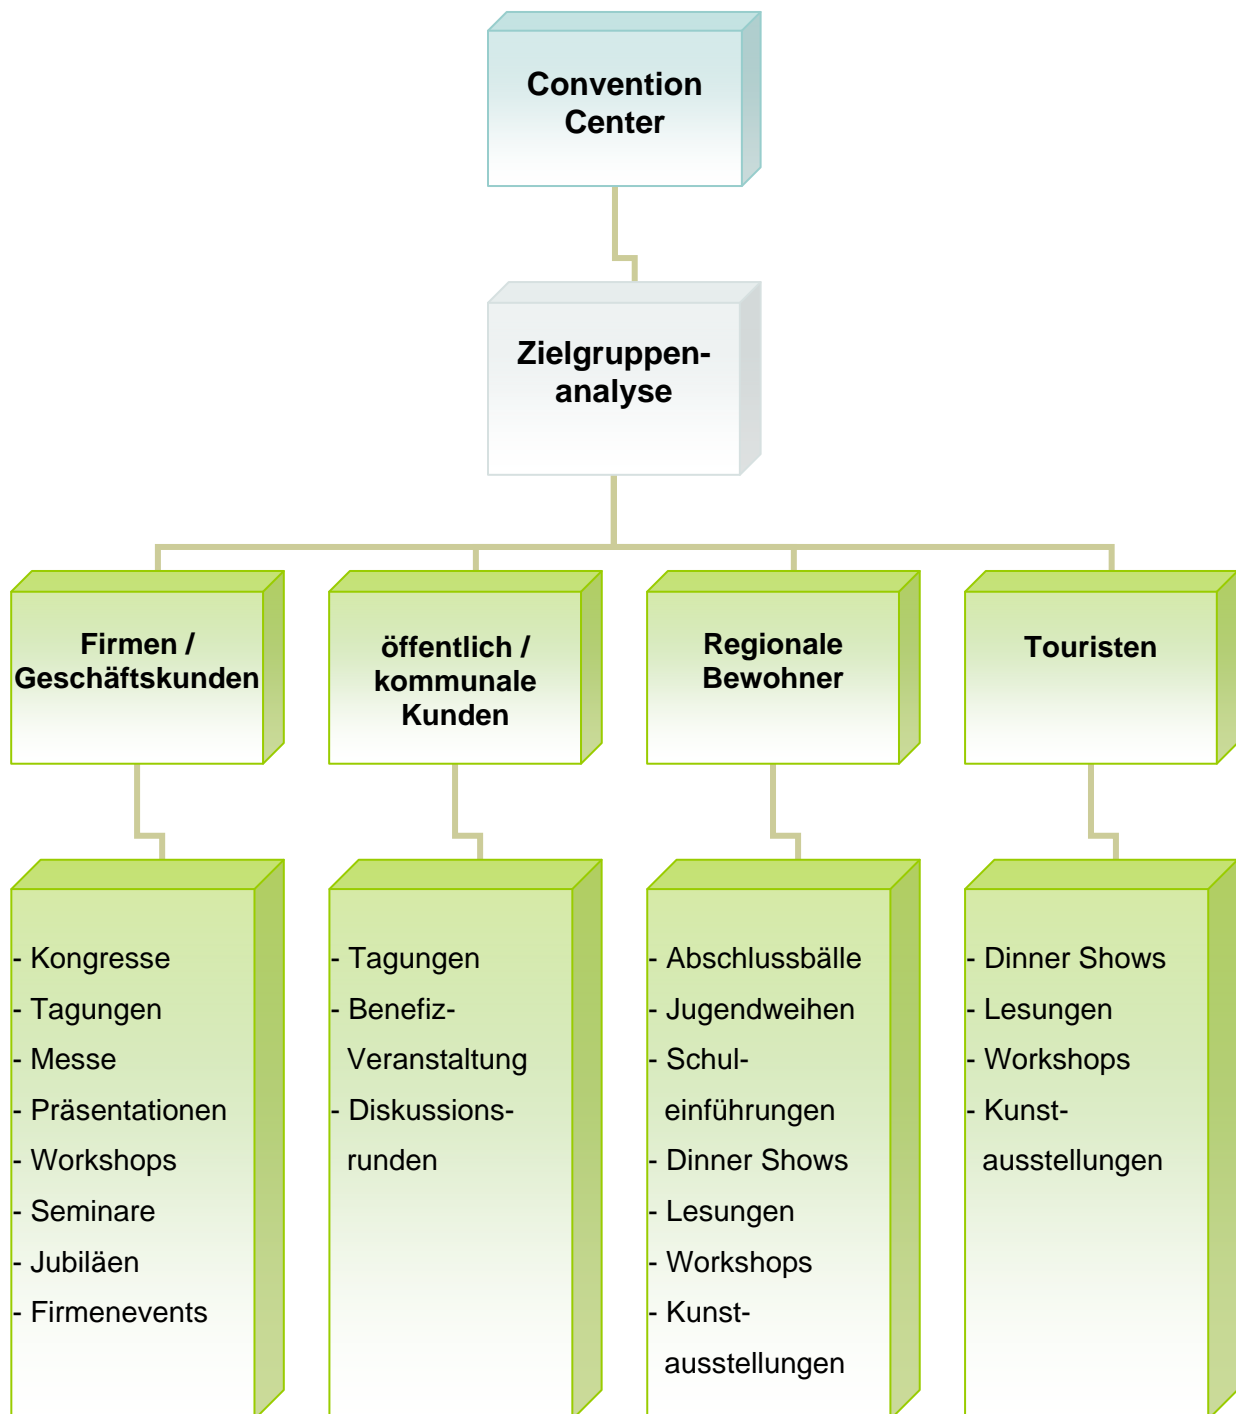 Convention
Center
Zielgruppen-
analyse
Firmen /
Geschäftskunden
öffentlich /
kommunale
Kunden
Regionale
Bewohner
Touristen
- Kongresse
- Tagungen
- Messe
- Präsentationen
- Workshops
- Seminare
- Jubiläen
- Firmenevents
- Tagungen
- Benefiz-
Veranstaltung
- Diskussions-
runden
- Abschlussbälle
- Jugendweihen
- Schul-
einführungen
- Dinner Shows
- Lesungen
- Workshops
- Kunst-
ausstellungen
- Dinner Shows
- Lesungen
- Workshops
- Kunst-
ausstellungen